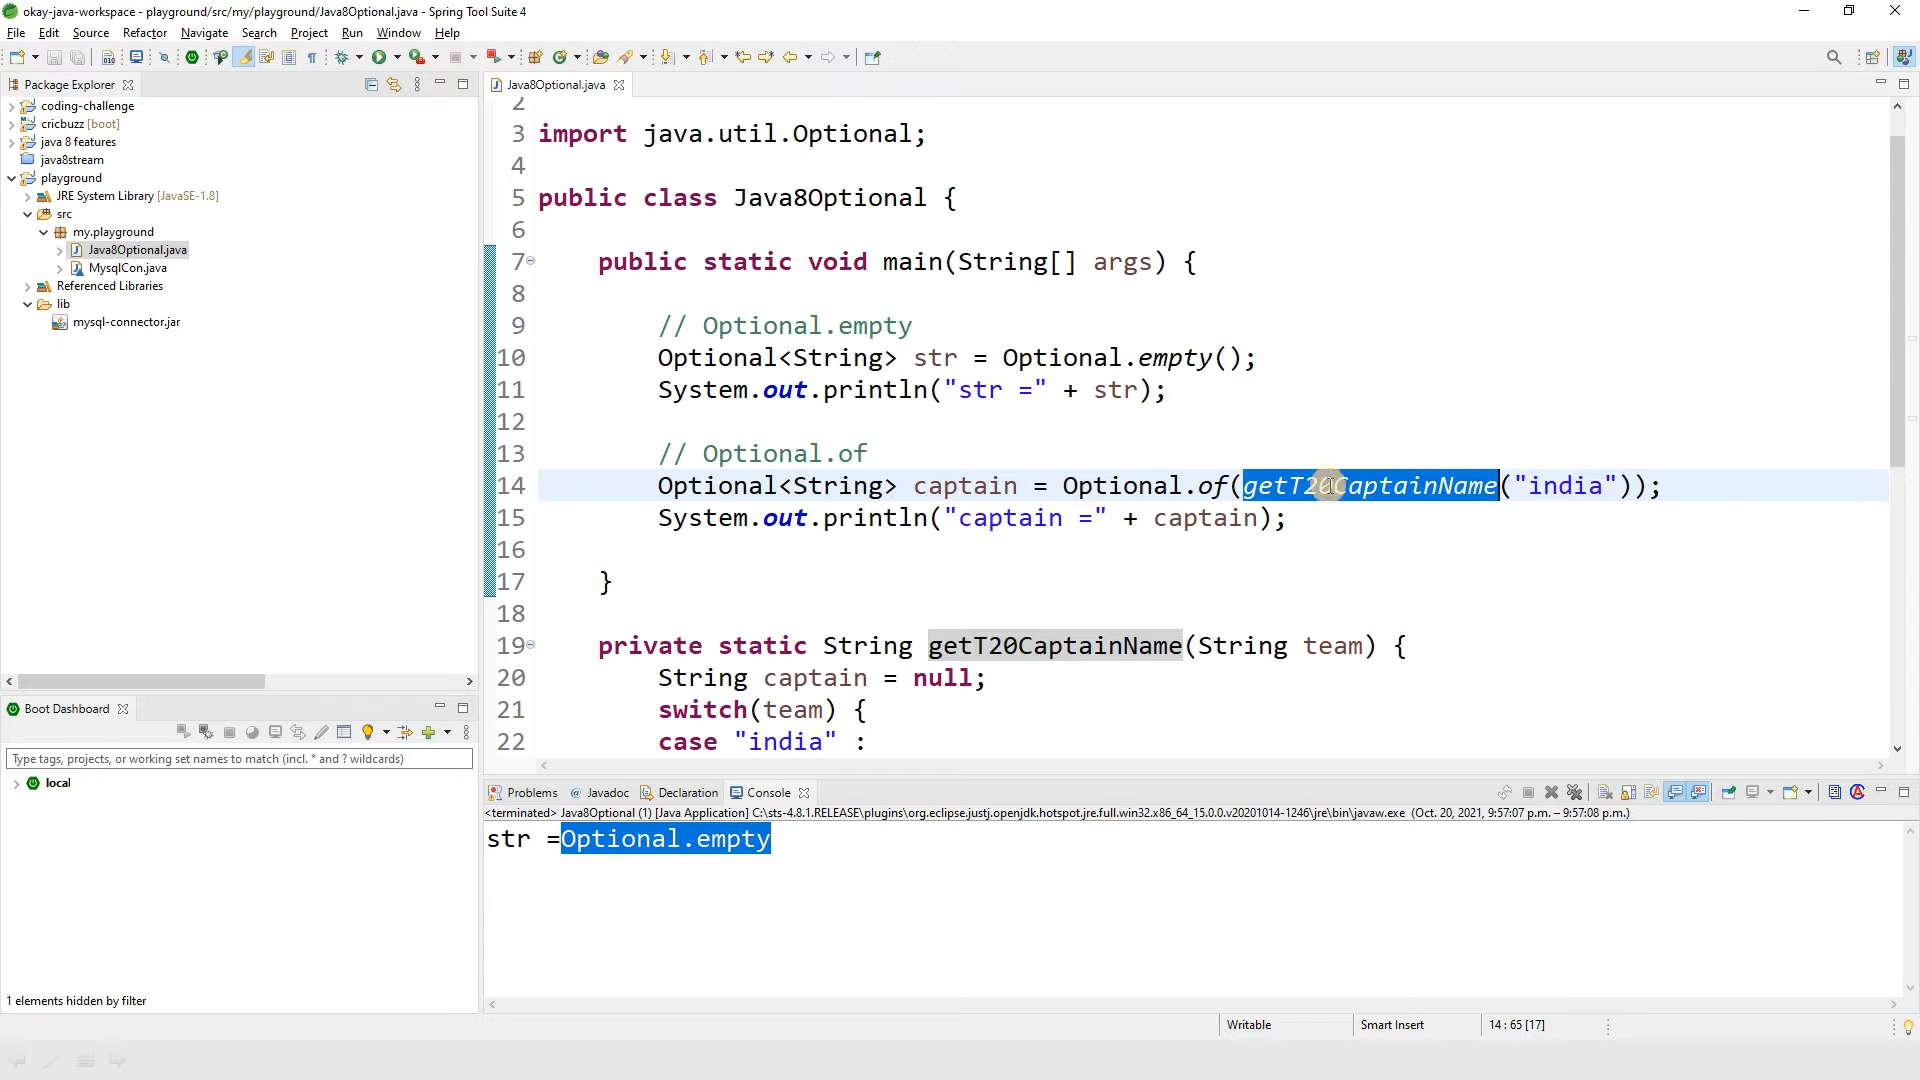 okay-java-workspace - playground/src/my/playground/Java8Optional.java - Spring Tool Suite 4
File Edit Source Refactor Navigate Search Project Run Window Help
Package Explorer
coding-challenge
cricbuzz [boot]
java 8 features
java8stream
playground
JRE System Library [JavaSE-1.8]
src
my.playground
Java8Optional.java
MysqlCon.java
Referenced Libraries
lib
mysql-connector.jar
Boot Dashboard
Type tags, projects, or working set names to match (incl. * and ? wildcards)
local
1 elements hidden by filter
Java8Optional.java
2
3 import java.util.Optional;
4
5 public class Java8Optional {
6
7 public static void main(String[] args) {
8
9 // Optional.empty
10 Optional<String> str = Optional.empty();
11 System.out.println("str =" + str);
12
13 // Optional.of
14 Optional<String> captain = Optional.of(getT20CaptainName("india"));
15 System.out.println("captain =" + captain);
16
17 }
18
19 private static String getT20CaptainName(String team) {
20 String captain = null;
21 switch(team) {
22 case "india" :
Problems @ Javadoc Declaration Console
<terminated> Java8Optional (1) [Java Application] C:\sts-4.8.1.RELEASE\plugins\org.eclipse.justj.openjdk.hotspot.jre.full.win32.x86_64_15.0.0.v20201014-1246\jre\bin\javaw.exe (Oct. 20, 2021, 9:57:07 p.m. – 9:57:08 p.m.)
str =Optional.empty
Writable Smart Insert 14 : 65 [17]